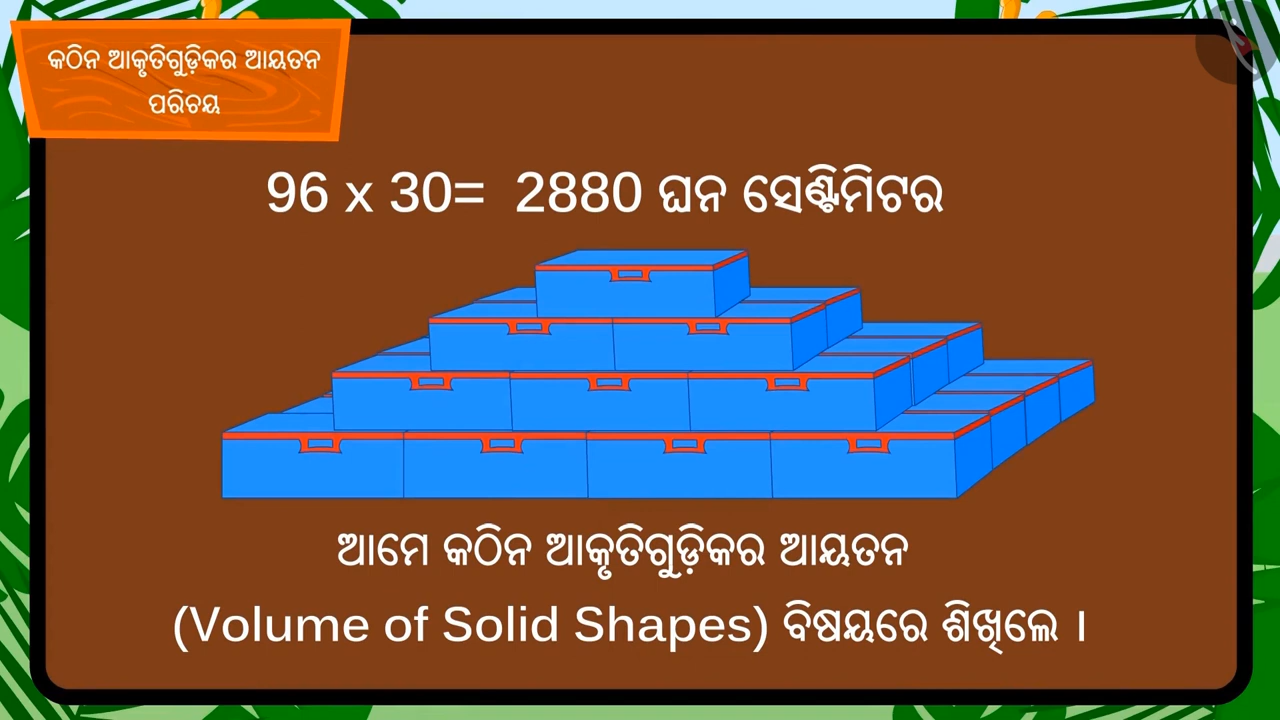 କଠିନ ଆକୃତିଗୁଡ଼ିକର ଆୟତନ
ପରିଚୟ
96 x 30= 2880 ଘନ ସେଣ୍ଟିମିଟର
ଆମେ କଠିନ ଆକୃତିଗୁଡ଼ିକର ଆୟତନ
(Volume of Solid Shapes) ବିଷୟରେ ଶିଖିଲେ ।